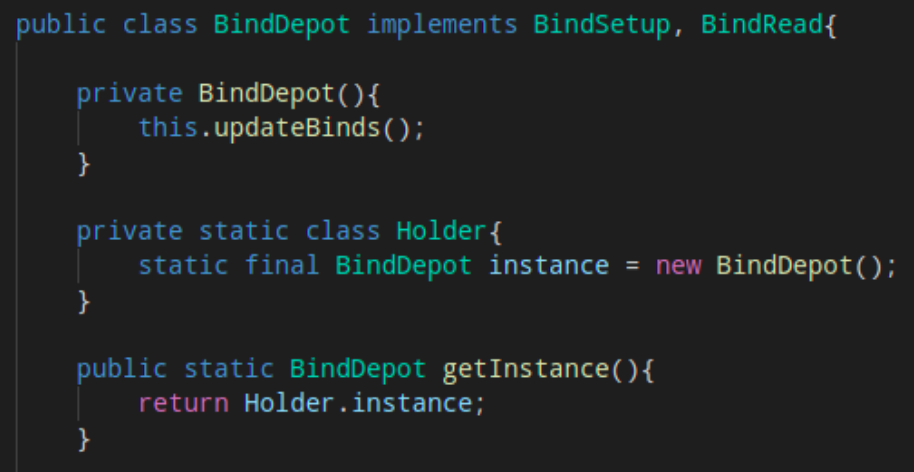 public class BindDepot implements BindSetup, BindRead{
private BindDepot(){
this.updateBinds();
}
private static class Holder{
static final BindDepot instance = new BindDepot();
}
public static BindDepot getInstance(){
return Holder.instance;
}